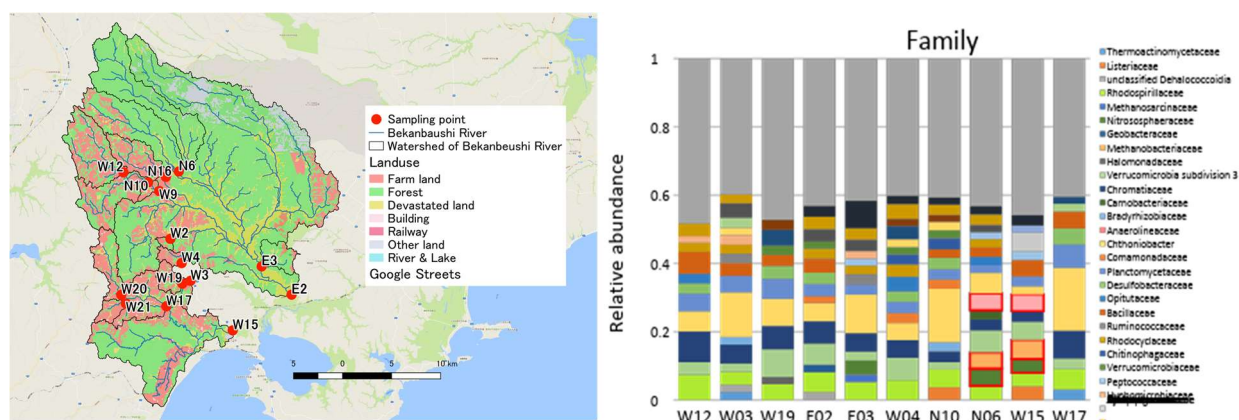 W12
N16
N6
N10
W9
W2
W4
W19
W3
E3
E2
W20
W21
W17
W15
Sampling point
Bekanbaushi River
Watershed of Bekanbeushi River
Landuse
Farm land
Forest
Devastated land
Building
Railway
Other land
River & Lake
Google Streets
5 0 5 10 km
Family
Relative abundance
1
0.8
0.6
0.4
0.2
0
W12 W03 W19 E02 E03 W04 N10 N06 W15 W17
Thermoactinomycetaceae
Listeriaceae
unclassified Dehalococcoidia
Rhodospirillaceae
Methanosarcinaceae
Nitrososphaeraceae
Geobacteraceae
Methanobacteriaceae
Halomonadaceae
Verrucomicrobia subdivision 3
Chromatiaceae
Carnobacteriaceae
Bradyrhizobiaceae
Anaerolineaceae
Chthoniobacter
Comamonadaceae
Planctomycetaceae
Desulfobacteraceae
Opitutaceae
Bacillaceae
Ruminococcaceae
Rhodocyclaceae
Chitinophagaceae
Verrucomicrobiaceae
Peptococcaceae
Hyphomicrobiaceae